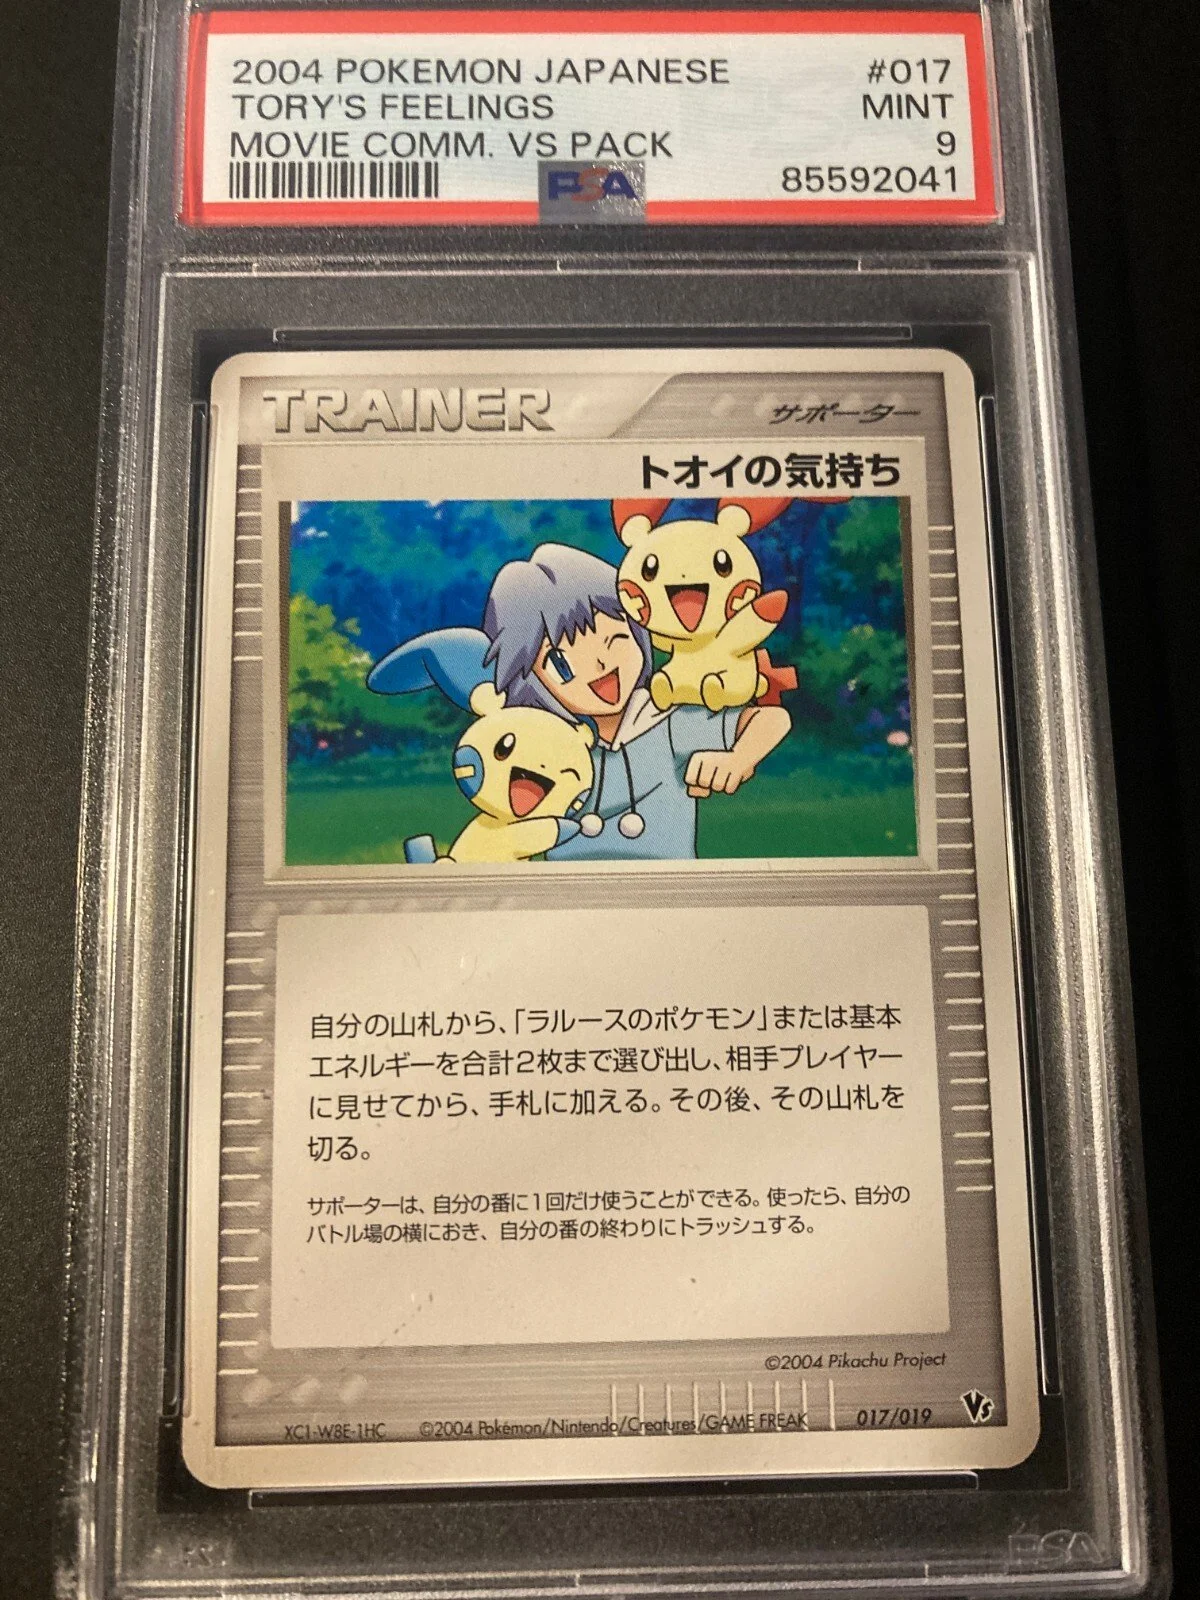 2004 POKEMON JAPANESE #017
TORY'S FEELINGS MINT
MOVIE COMM. VS PACK 9
PSA 85592041
TRAINER サポーター
トオイの気持ち
自分の山札から、「ラルースのポケモン」または基本
エネルギーを合計2枚まで選び出し、相手プレイヤー
に見せてから、手札に加える。その後、その山札を
切る。
サポーターは、自分の番に1回だけ使うことができる。使ったら、自分の
バトル場の横におき、自分の番の終わりにトラッシュする。
©2004 Pikachu Project
XC1-W8E-1HC ©2004 Pokémon/Nintendo/Creatures/GAME FREAK 017/019 Vs
PSA